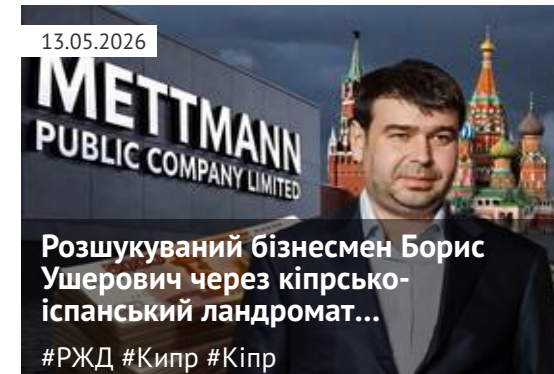 13.05.2026
METTMANN
PUBLIC COMPANY LIMITED
Розшукуваний бізнесмен Борис
Ушерович через кіпрсько-
іспанський ландромат...
#РЖД #Кипр #Кіпр